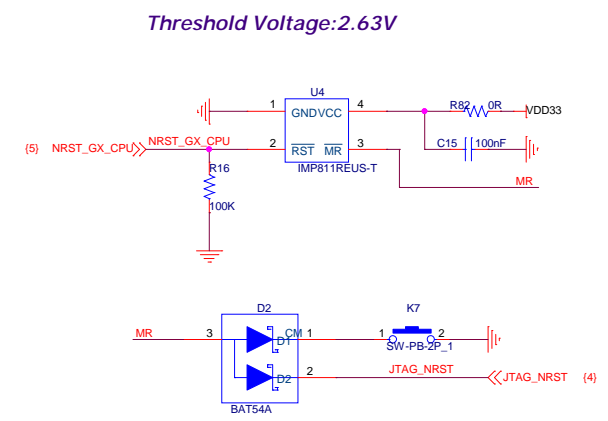 Threshold Voltage:2.63V
U4
1 GNDVCC 4 R82 0R VDD33
{5} NRST_GX_CPU NRST_GX_CPU 2 RST MR 3 C15 100nF
R16 IMP811REUS-T
MR
100K
D2 K7
MR 3 D1 CM 1 1 2
SW-PB-2P_1
D2 2 JTAG_NRST JTAG_NRST {4}
BAT54A